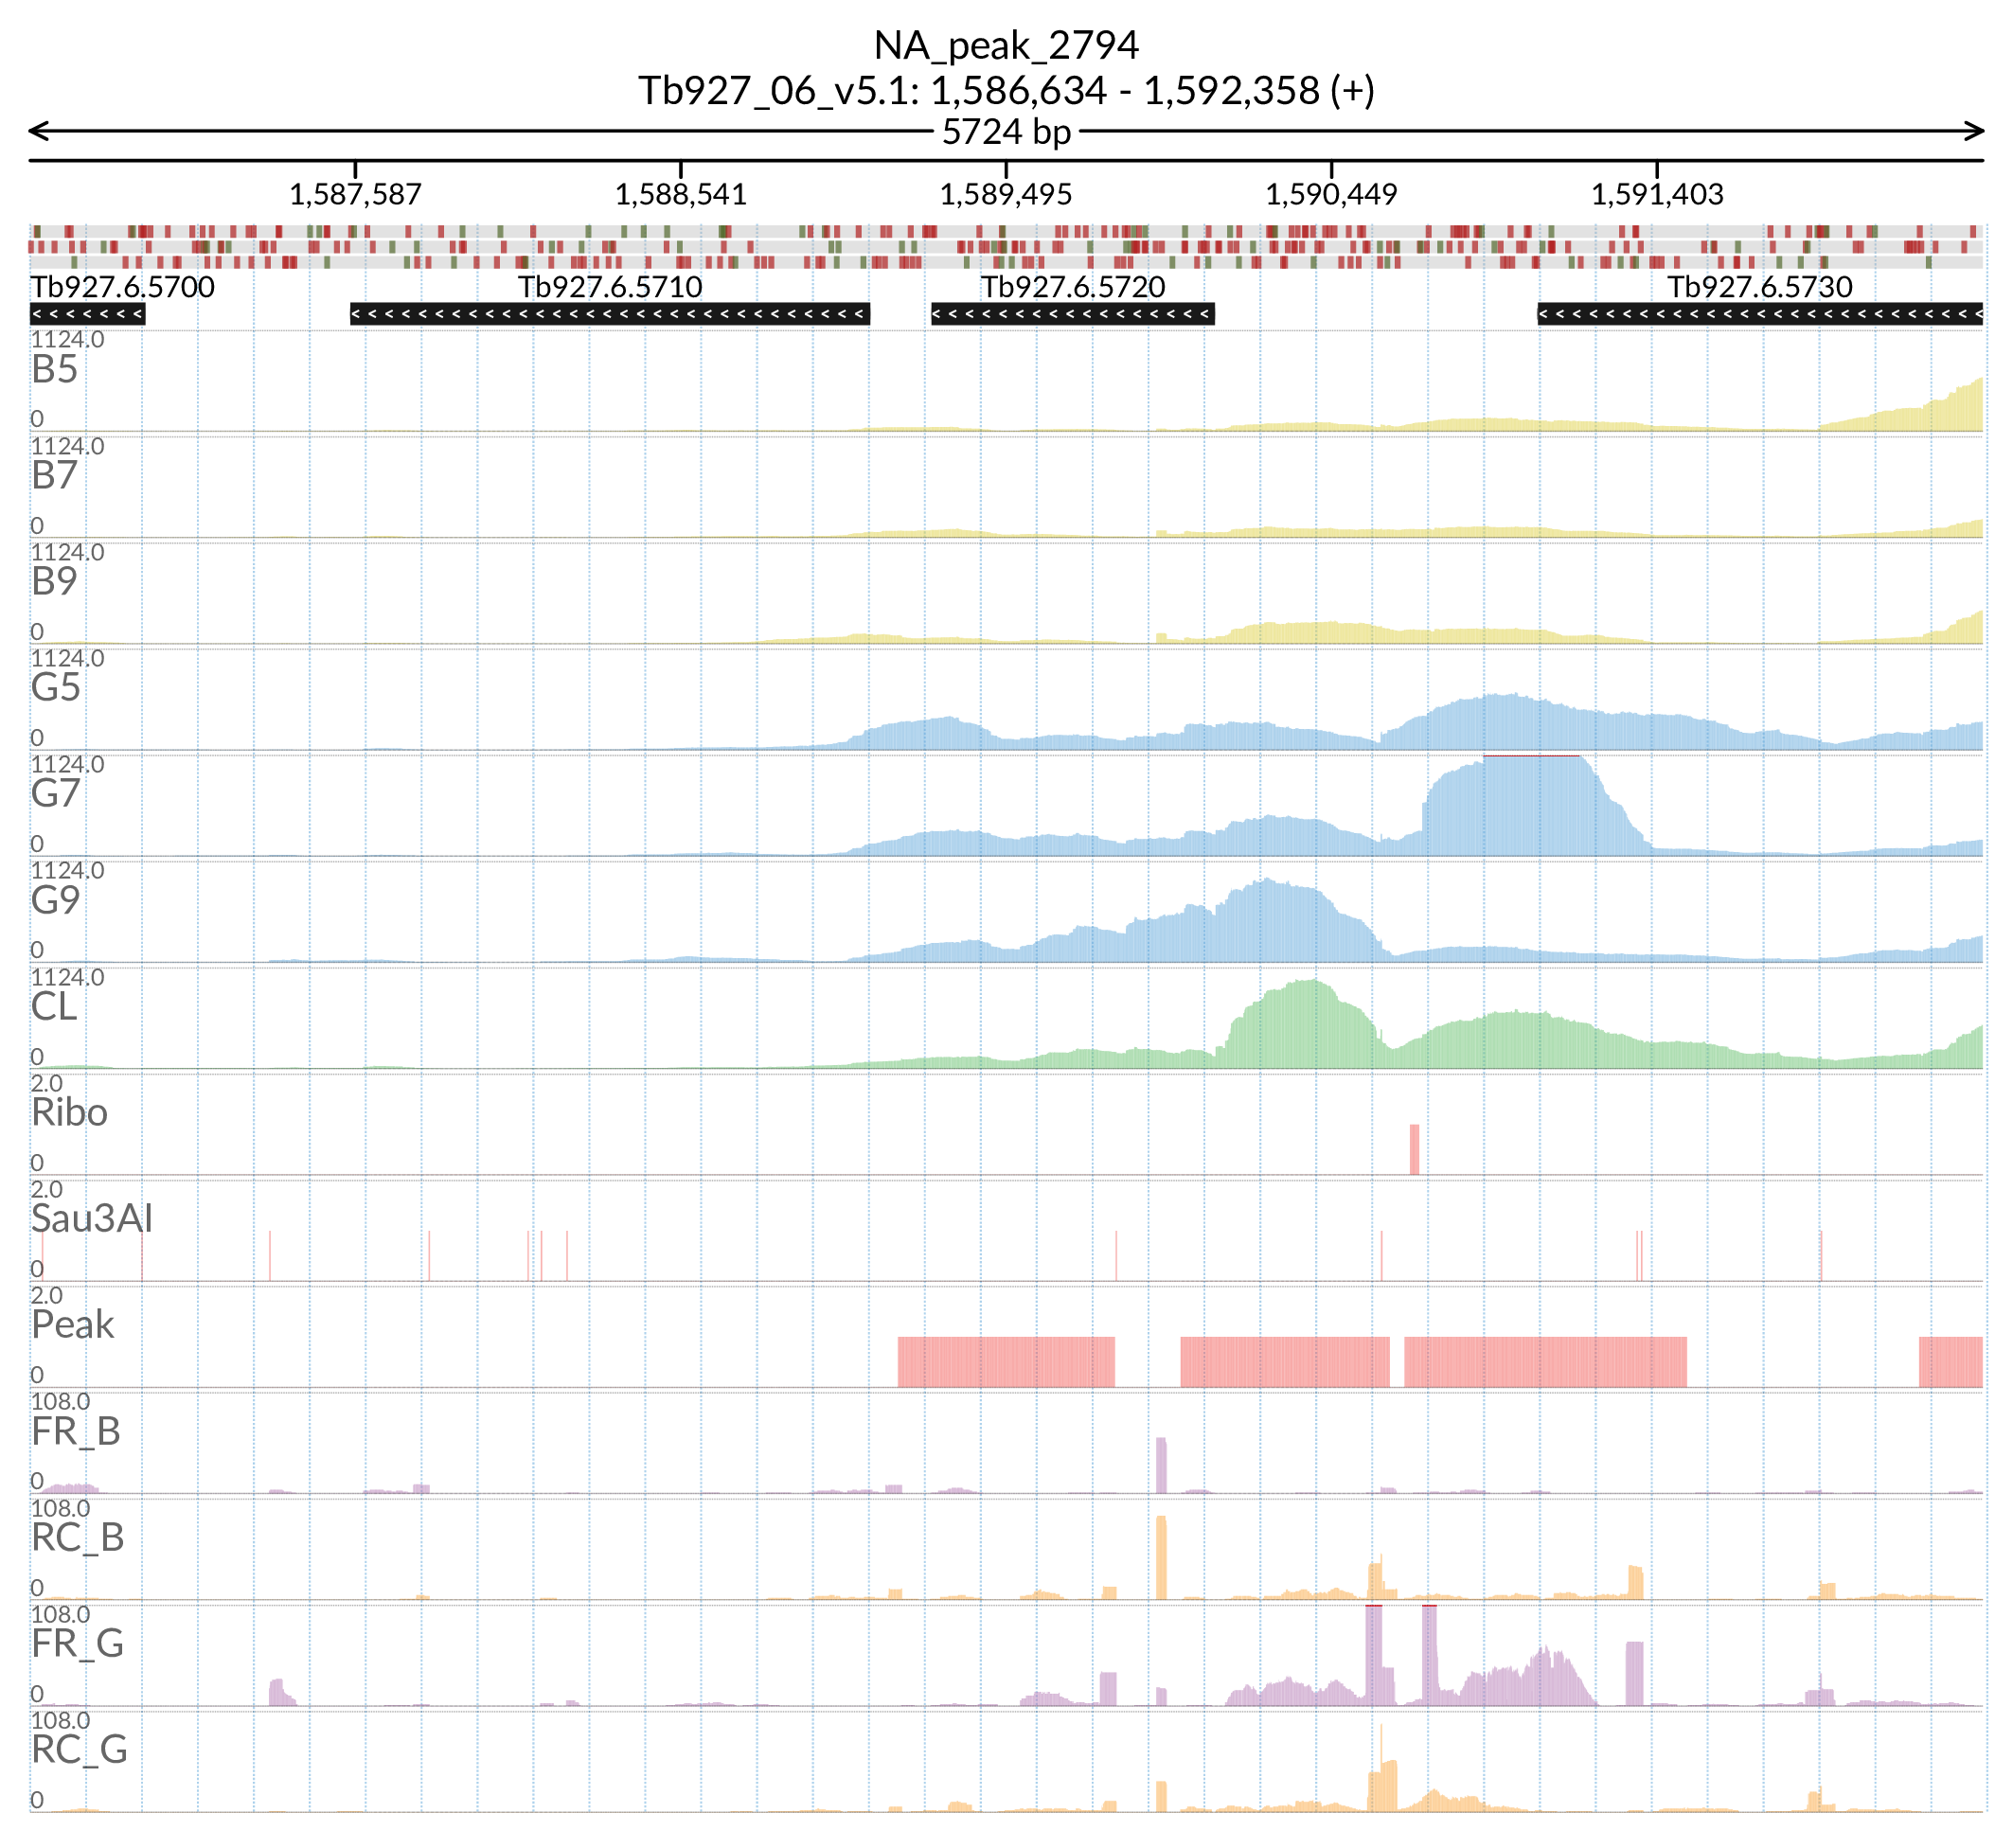 NA_peak_2794
Tb927_06_v5.1: 1,586,634 - 1,592,358 (+)
5724 bp
1,587,587 1,588,541 1,589,495 1,590,449 1,591,403
Tb927.6.5700 Tb927.6.5710 Tb927.6.5720 Tb927.6.5730
1124.0
B5
0
1124.0
B7
0
1124.0
B9
0
1124.0
G5
0
1124.0
G7
0
1124.0
G9
0
1124.0
CL
0
2.0
Ribo
0
2.0
Sau3AI
0
2.0
Peak
0
108.0
FR_B
0
108.0
RC_B
0
108.0
FR_G
0
108.0
RC_G
0